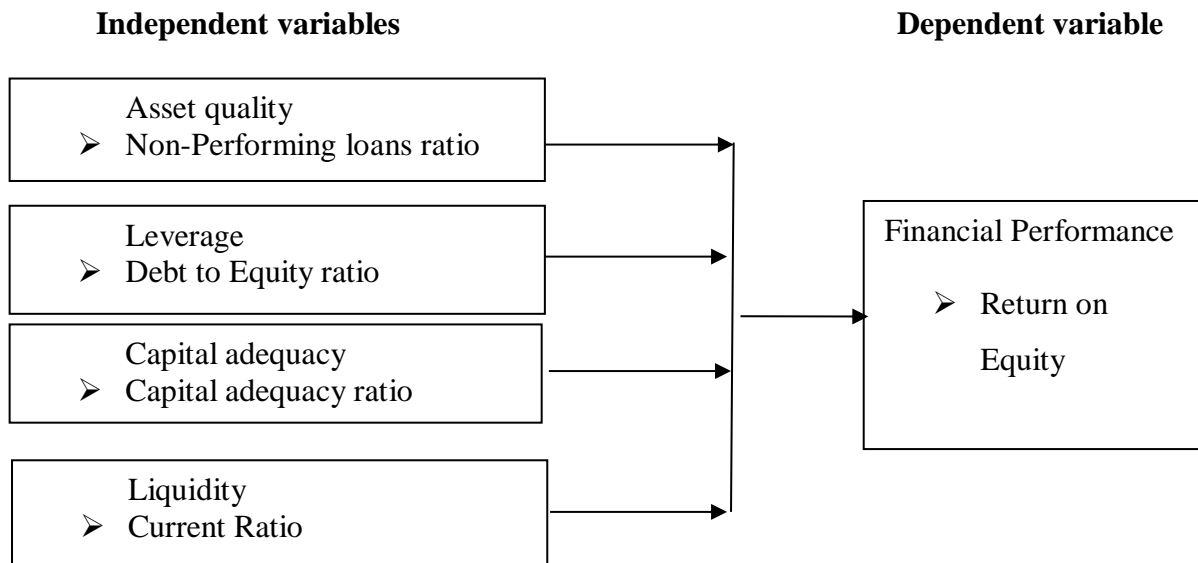 Independent variables
Dependent variable
Asset quality
➢ Non-Performing loans ratio
Leverage
➢ Debt to Equity ratio
Capital adequacy
➢ Capital adequacy ratio
Liquidity
➢ Current Ratio
Financial Performance
➢ Return on
Equity